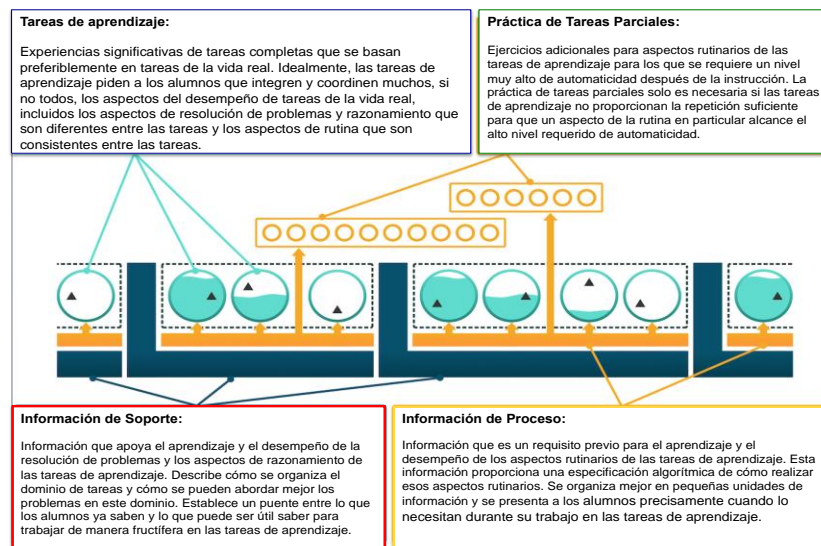 Tareas de aprendizaje:
Experiencias significativas de tareas completas que se basan
preferiblemente en tareas de la vida real. Idealmente, las tareas de
aprendizaje piden a los alumnos que integren y coordinen muchos, si
no todos, los aspectos del desempeño de tareas de la vida real,
incluidos los aspectos de resolución de problemas y razonamiento que
son diferentes entre las tareas y los aspectos de rutina que son
consistentes entre las tareas.
Práctica de Tareas Parciales:
Ejercicios adicionales para aspectos rutinarios de las
tareas de aprendizaje para los que se requiere un nivel
muy alto de automaticidad después de la instrucción. La
práctica de tareas parciales solo es necesaria si las tareas
de aprendizaje no proporcionan la repetición suficiente
para que un aspecto de la rutina en particular alcance el
alto nivel requerido de automaticidad.
Información de Soporte:
Información que apoya el aprendizaje y el desempeño de la
resolución de problemas y los aspectos de razonamiento de
las tareas de aprendizaje. Describe cómo se organiza el
dominio de tareas y cómo se pueden abordar mejor los
problemas en este dominio. Establece un puente entre lo que
los alumnos ya saben y lo que puede ser útil saber para
trabajar de manera fructífera en las tareas de aprendizaje.
Información de Proceso:
Información que es un requisito previo para el aprendizaje y el
desempeño de los aspectos rutinarios de las tareas de aprendizaje. Esta
información proporciona una especificación algorítmica de cómo realizar
esos aspectos rutinarios. Se organiza mejor en pequeñas unidades de
información y se presenta a los alumnos precisamente cuando lo
necesitan durante su trabajo en las tareas de aprendizaje.